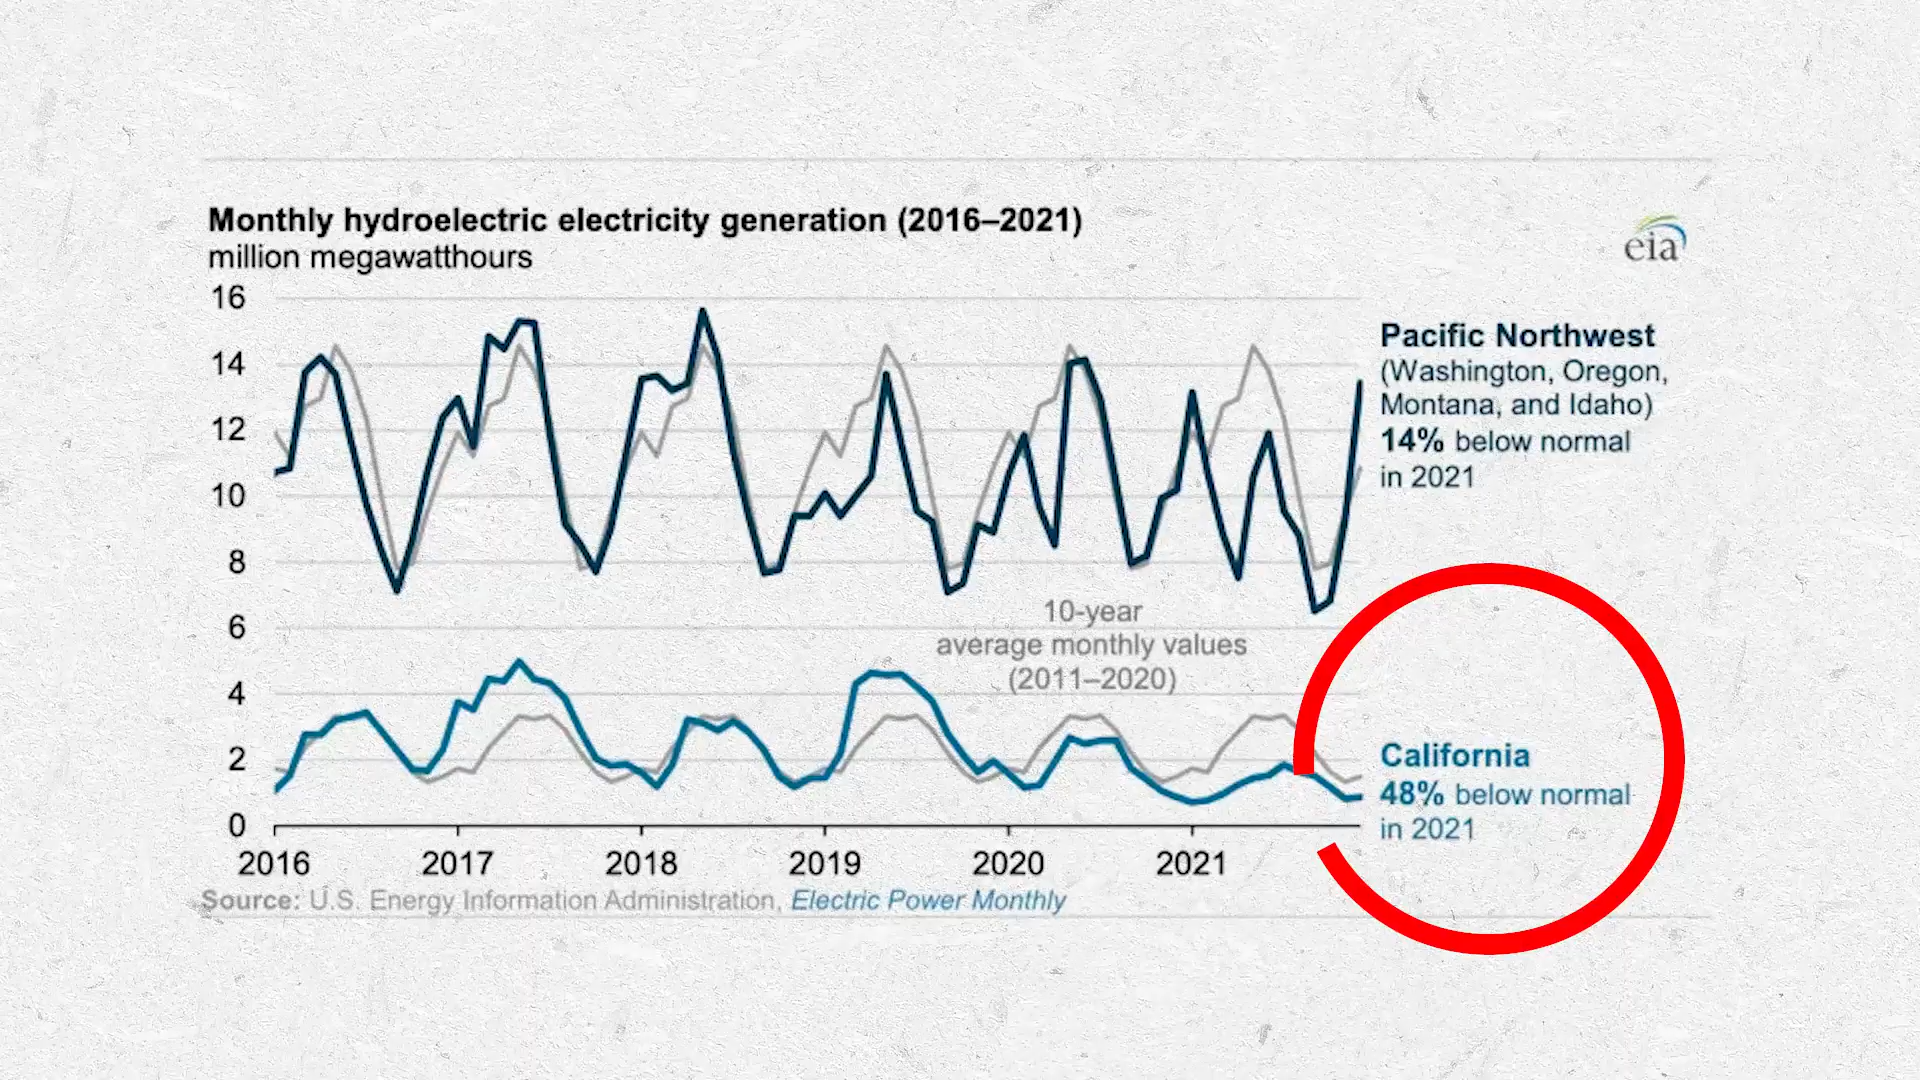 Monthly hydroelectric electricity generation (2016–2021)
million megawatthours
eia
16
14
12
10
8
6
4
2
0
2016 2017 2018 2019 2020 2021
Pacific Northwest
(Washington, Oregon,
Montana, and Idaho)
14% below normal
in 2021
10-year
average monthly values
(2011–2020)
California
48% below normal
in 2021
Source: U.S. Energy Information Administration, Electric Power Monthly